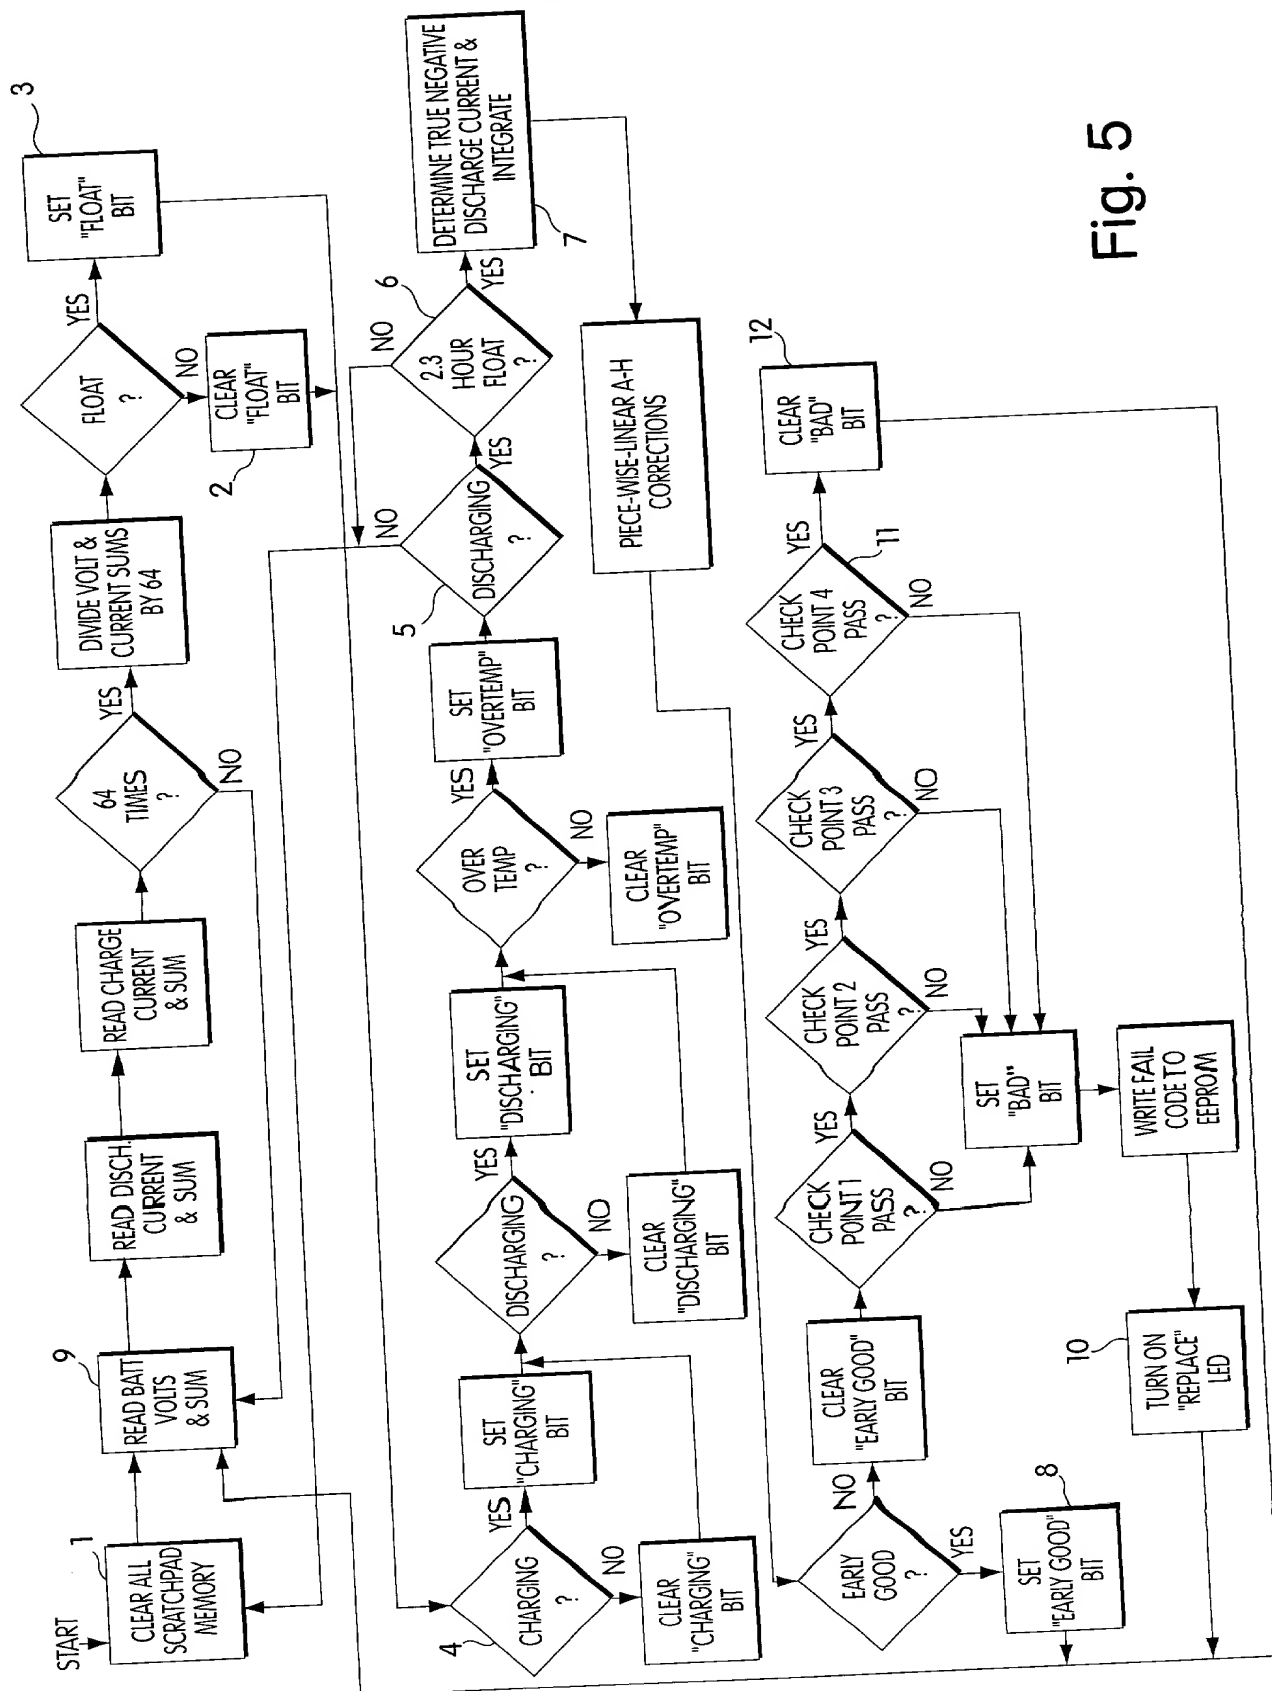 START
1
CLEAR ALL
SCRATCHPAD
MEMORY
9
READ BATT
VOLTS
& SUM
READ DISCH.
CURRENT
& SUM
READ CHARGE
CURRENT
& SUM
64
TIMES
?
YES
NO
DIVIDE VOLT &
CURRENT SUMS
BY 64
FLOAT
?
YES
NO
2
CLEAR
"FLOAT"
BIT
3
SET
"FLOAT"
BIT
4
CHARGING
?
YES
NO
SET
"CHARGING"
BIT
CLEAR
"CHARGING"
BIT
DISCHARGING
?
YES
NO
SET
"DISCHARGING"
BIT
CLEAR
"DISCHARGING"
BIT
OVER
TEMP
?
YES
NO
SET
"OVERTEMP"
BIT
CLEAR
"OVERTEMP"
BIT
5
DISCHARGING
?
NO
YES
6
2.3
HOUR
FLOAT
?
NO
YES
7
DETERMINE TRUE NEGATIVE
DISCHARGE CURRENT &
INTEGRATE
PIECE-WISE-LINEAR A-H
CORRECTIONS
EARLY
GOOD
?
NO
YES
8
SET
"EARLY GOOD"
BIT
CLEAR
"EARLY GOOD"
BIT
CHECK
POINT 1
PASS
?
YES
NO
CHECK
POINT 2
PASS
?
YES
NO
CHECK
POINT 3
PASS
?
YES
NO
CHECK
POINT 4
PASS
?
11
YES
NO
12
CLEAR
"BAD"
BIT
SET
"BAD"
BIT
WRITE FAIL
CODE TO
EEPROM
10
TURN ON
"REPLACE"
LED
Fig. 5